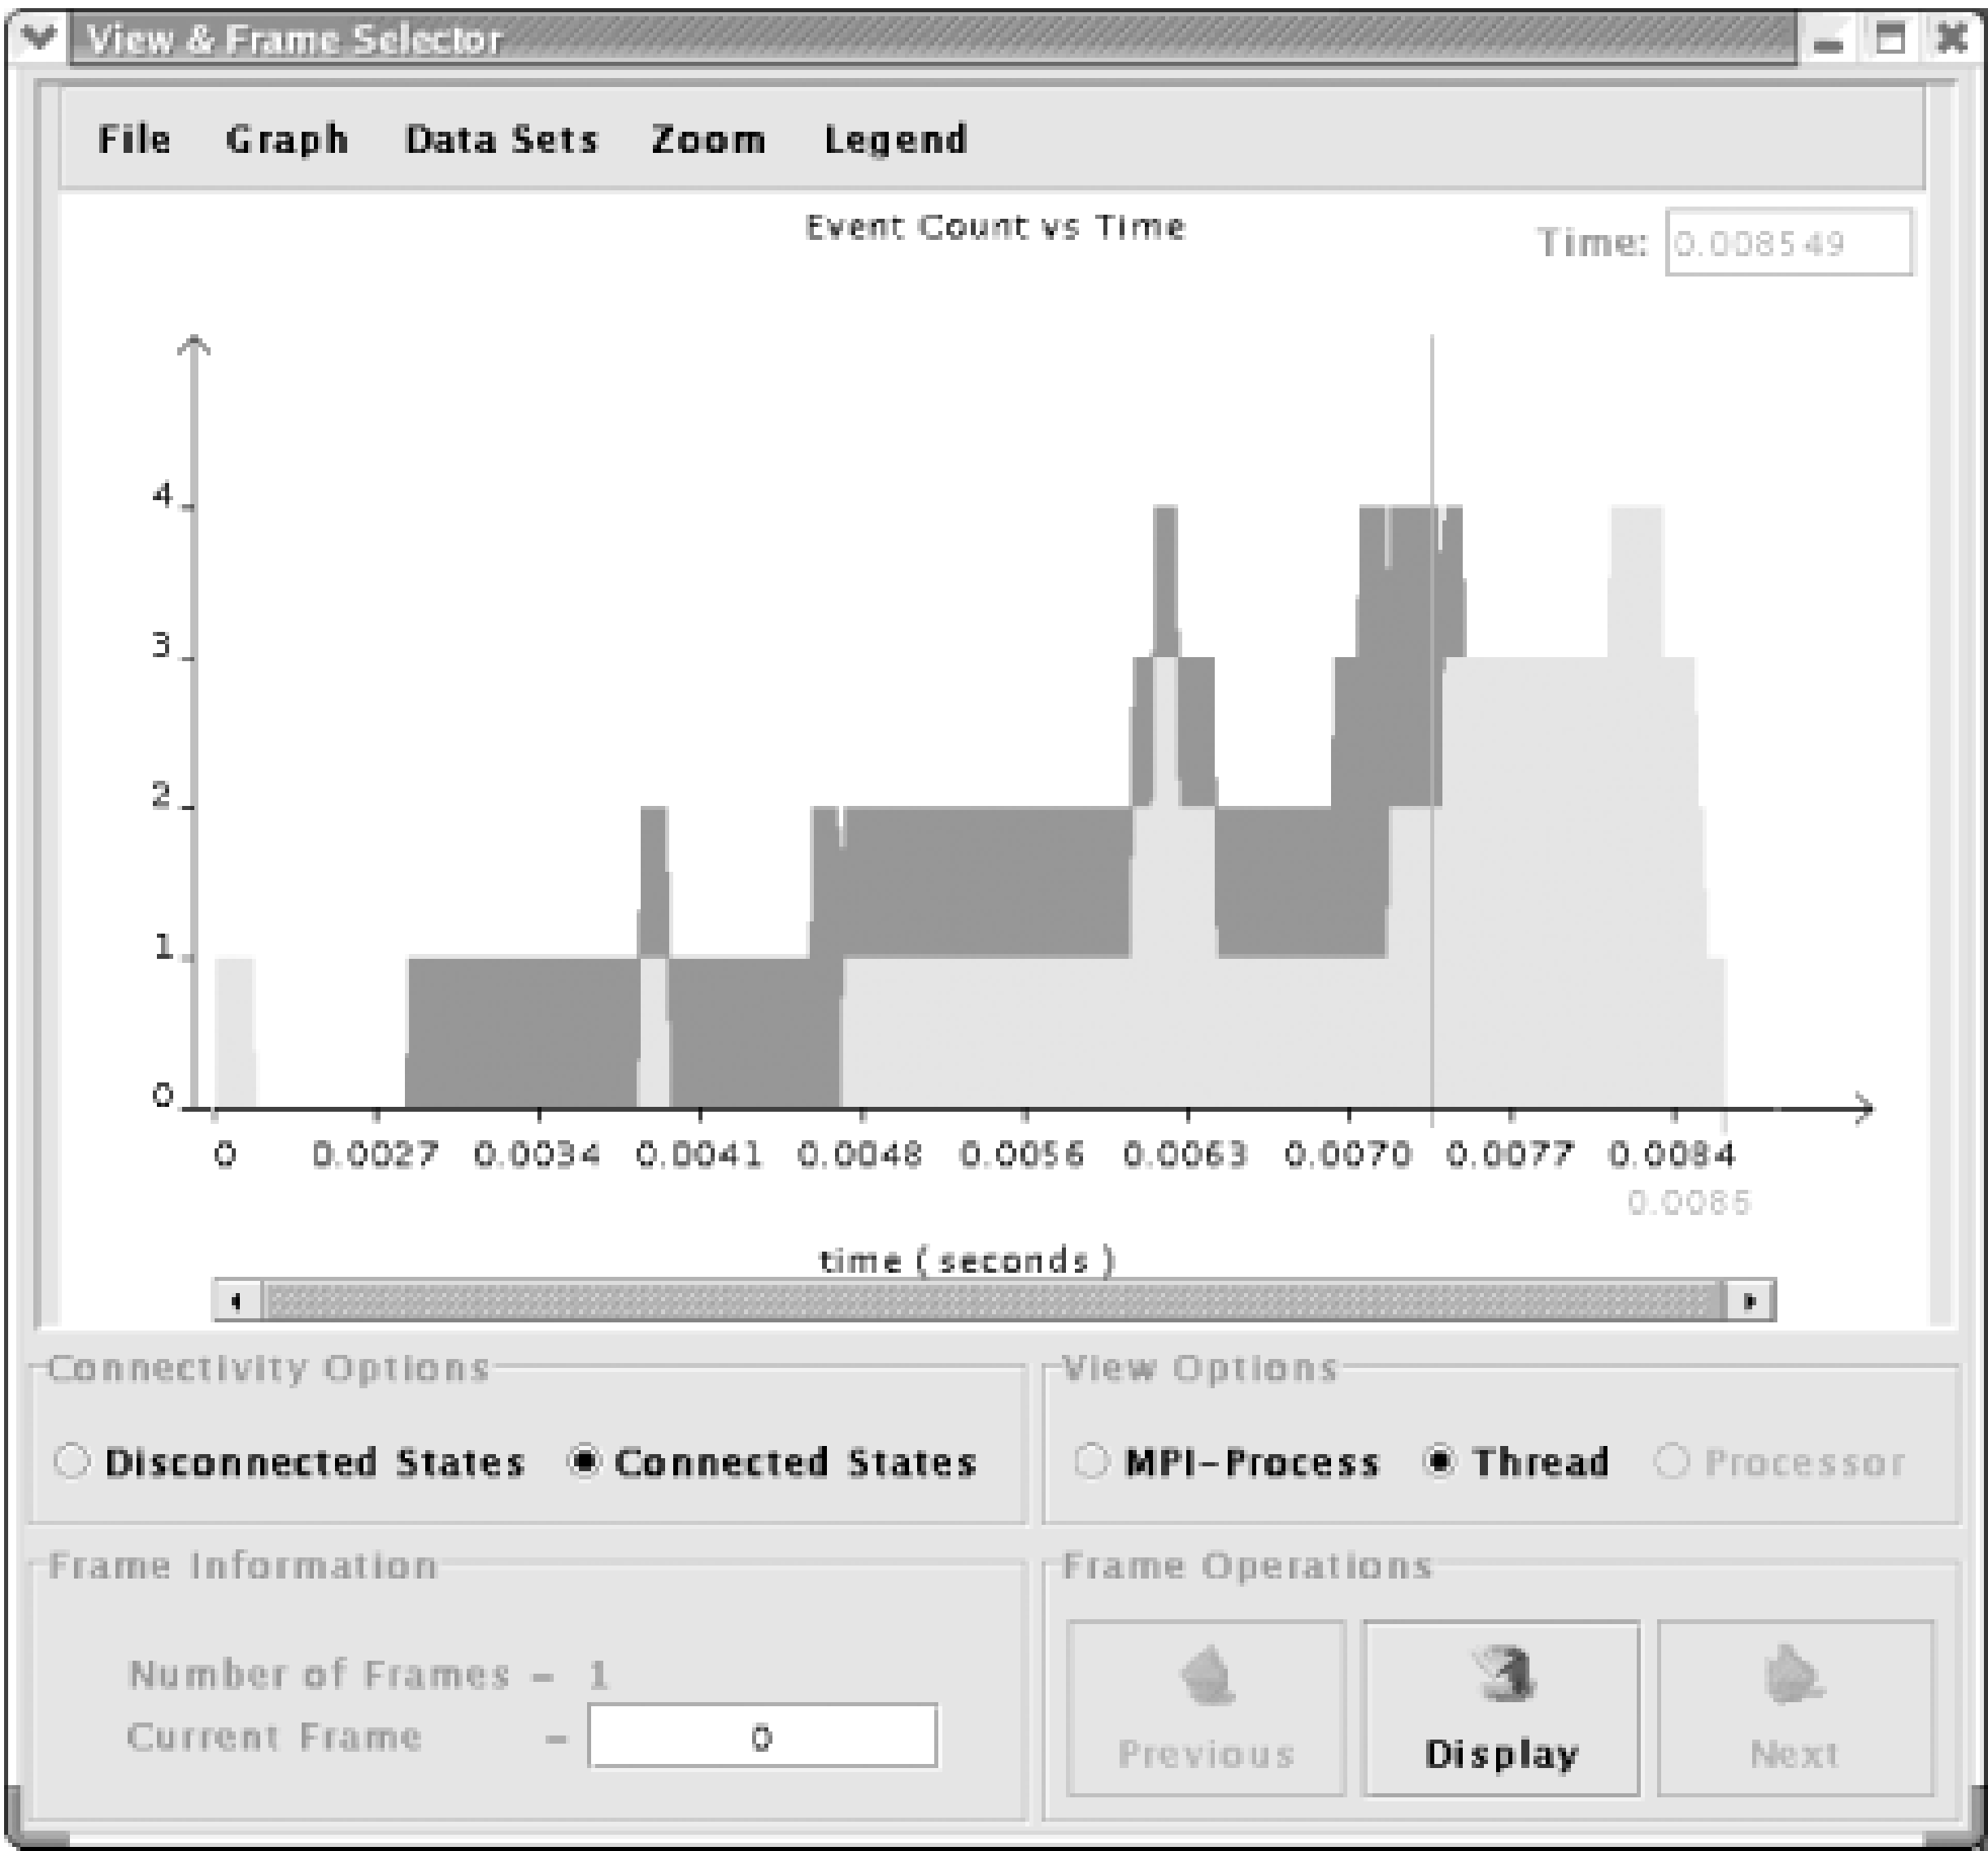 View & Frame Selector
File Graph Data Sets Zoom Legend
Event Count vs Time
Time: 0.008549
4
3
2
1
0
0 0.0027 0.0034 0.0041 0.0048 0.0056 0.0063 0.0070 0.0077 0.0084
0.0086
time ( seconds )
Connectivity Options
Disconnected States Connected States
View Options
MPI-Process Thread Processor
Frame Information
Number of Frames - 1
Current Frame - 0
Frame Operations
Previous Display Next